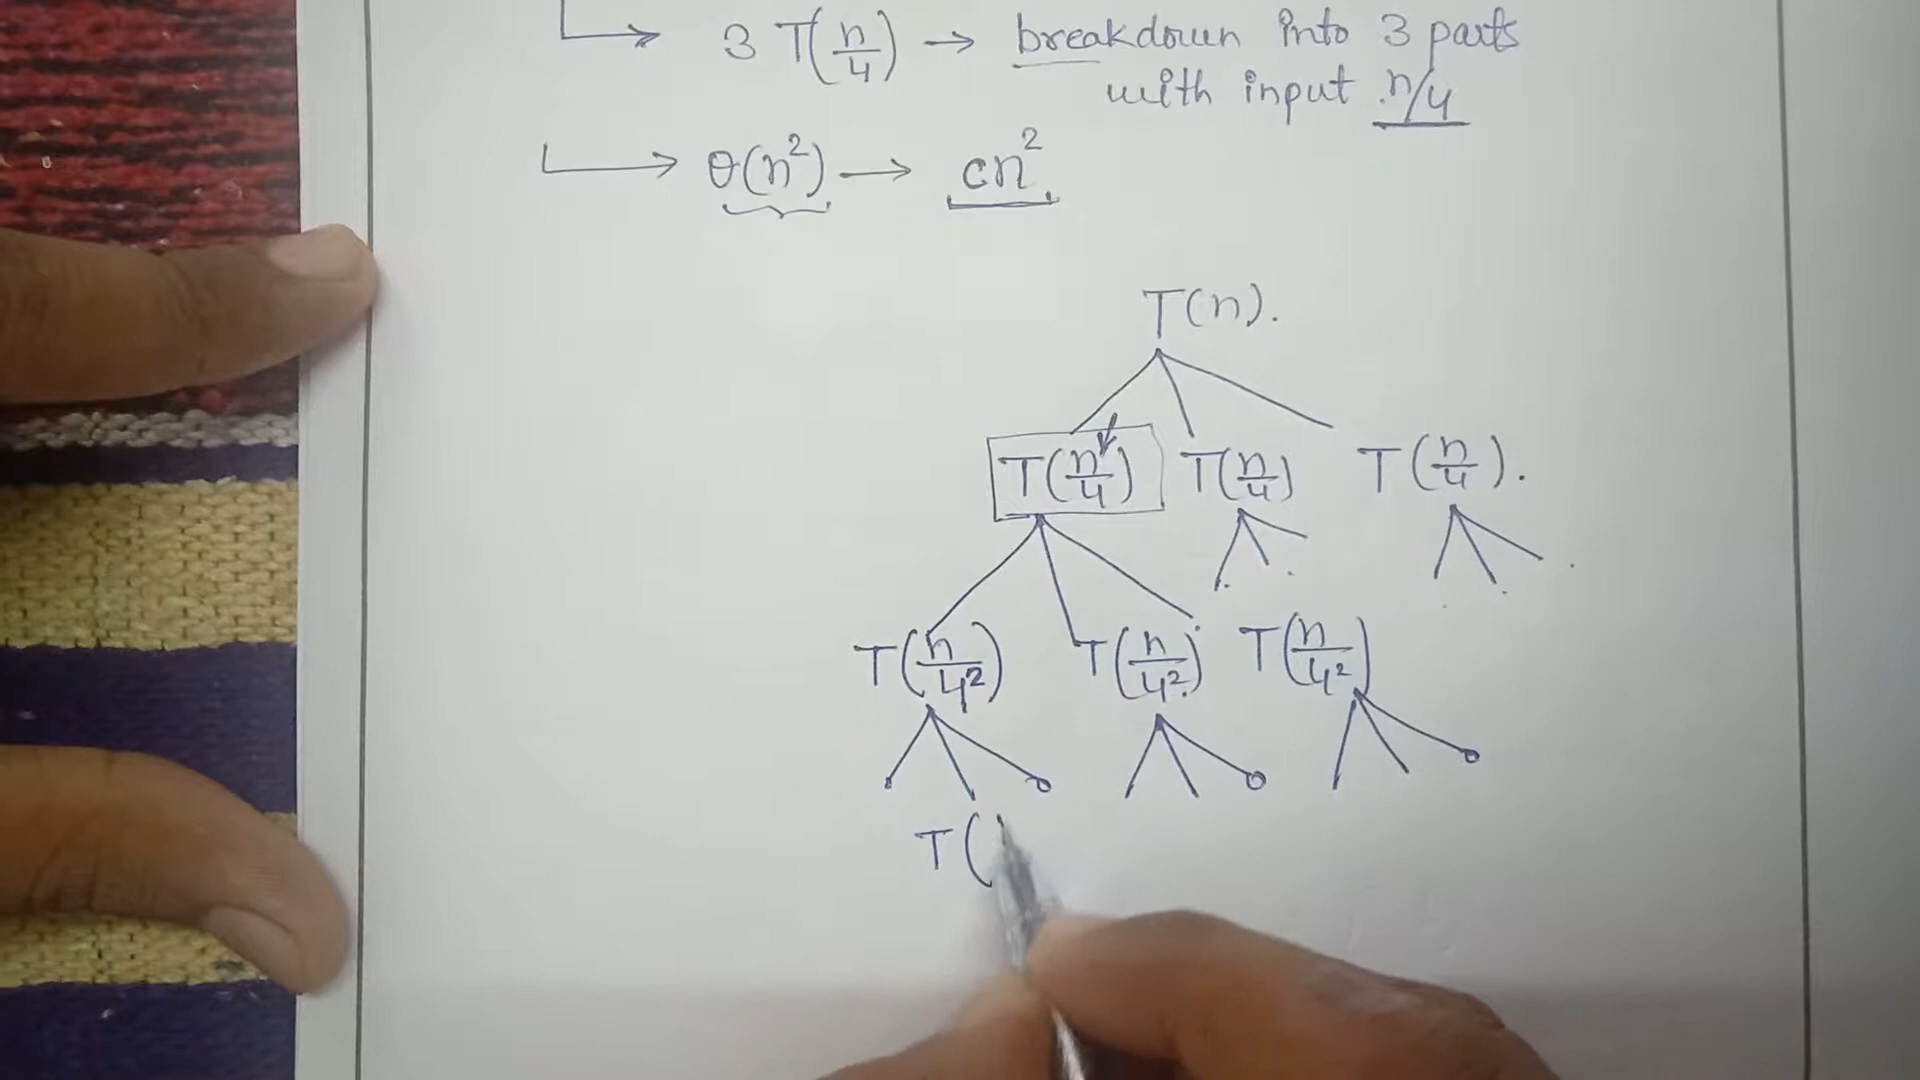 3 T(n/4) → breakdown into 3 parts
with input n/4
θ(n²) → cn²
T(n).
T(n/4) T(n/4) T(n/4).
T(n/4²) T(n/4²) T(n/4²)
T(